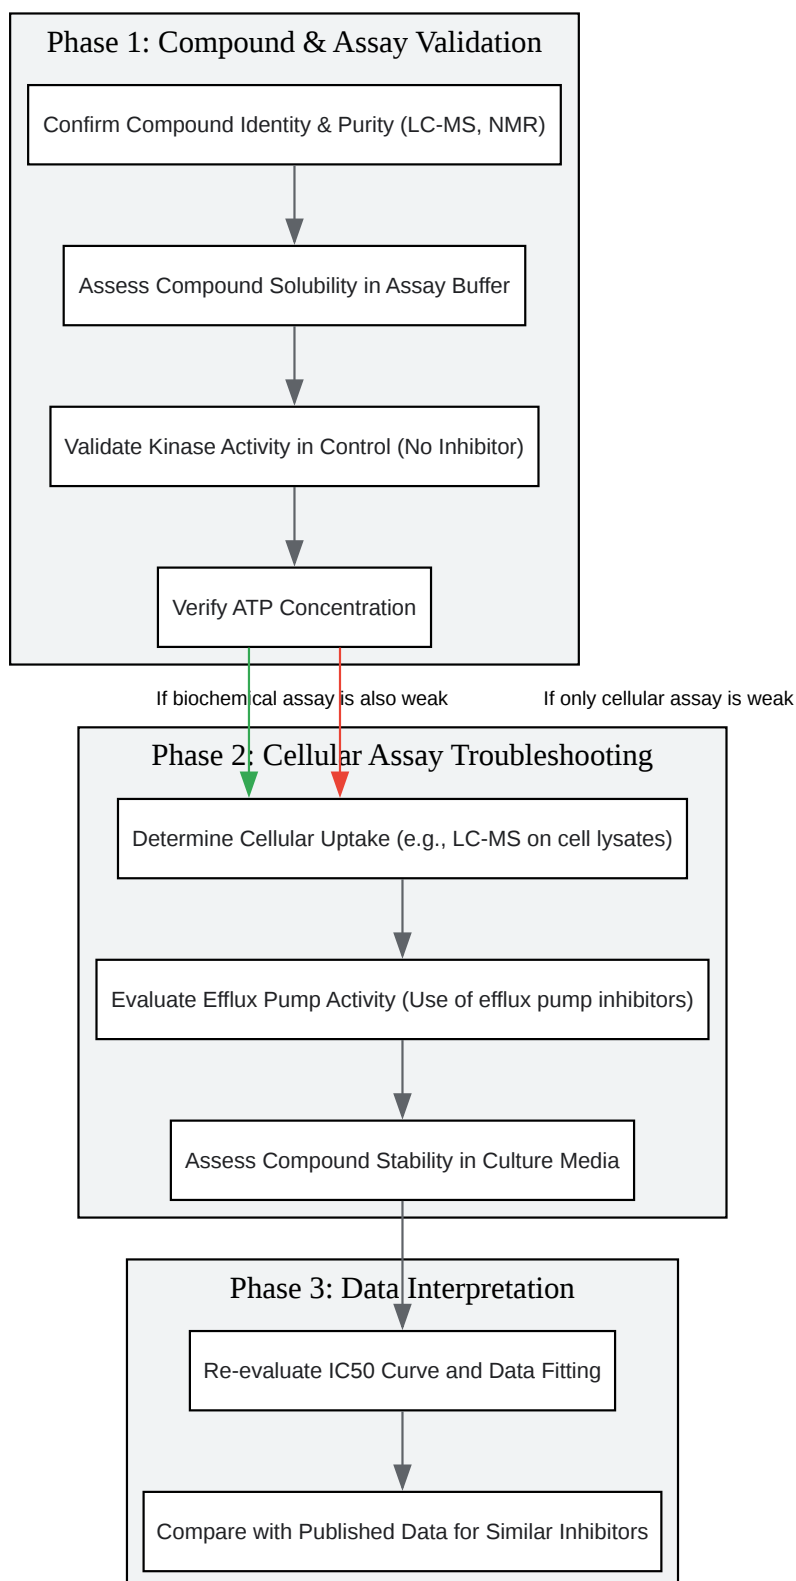 Phase 1: Compound & Assay Validation
Confirm Compound Identity & Purity (LC-MS, NMR)
Assess Compound Solubility in Assay Buffer
Validate Kinase Activity in Control (No Inhibitor)
Verify ATP Concentration
If biochemical assay is also weak
If only cellular assay is weak
Phase 2: Cellular Assay Troubleshooting
Determine Cellular Uptake (e.g., LC-MS on cell lysates)
Evaluate Efflux Pump Activity (Use of efflux pump inhibitors)
Assess Compound Stability in Culture Media
Phase 3: Data Interpretation
Re-evaluate IC50 Curve and Data Fitting
Compare with Published Data for Similar Inhibitors